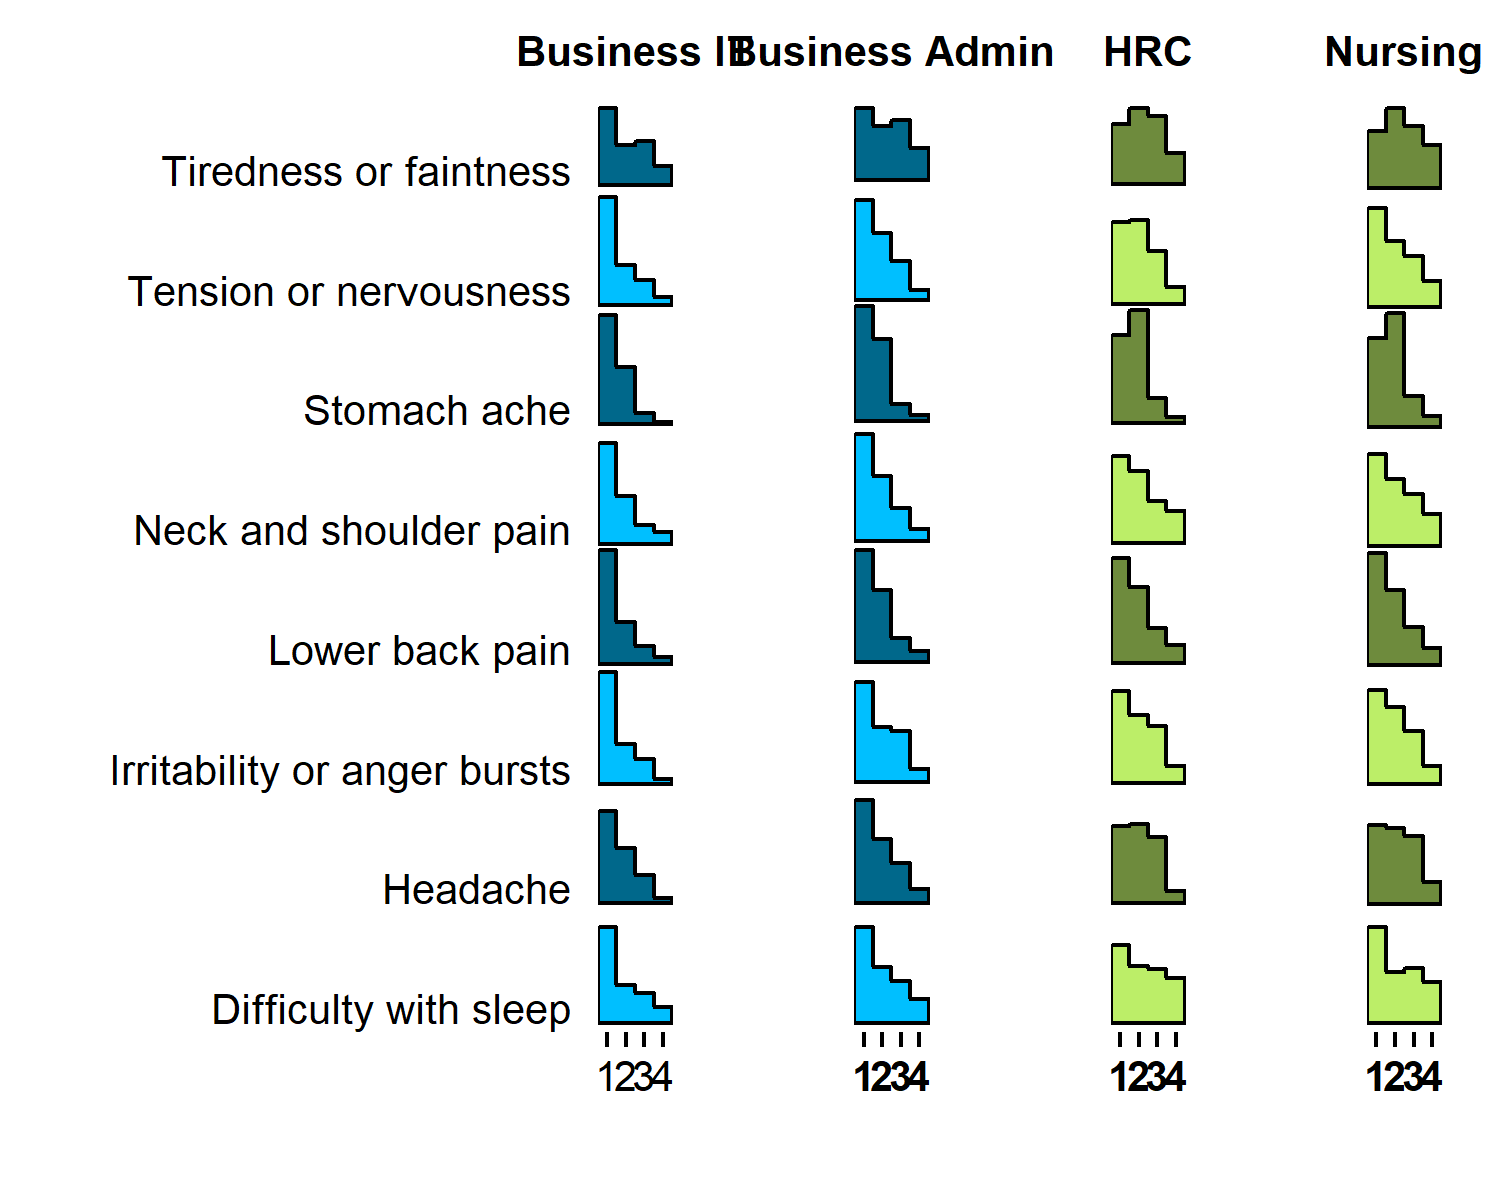 Business IT Business Admin HRC Nursing
Tiredness or faintness
Tension or nervousness
Stomach ache
Neck and shoulder pain
Lower back pain
Irritability or anger bursts
Headache
Difficulty with sleep
1234 1234 1234 1234